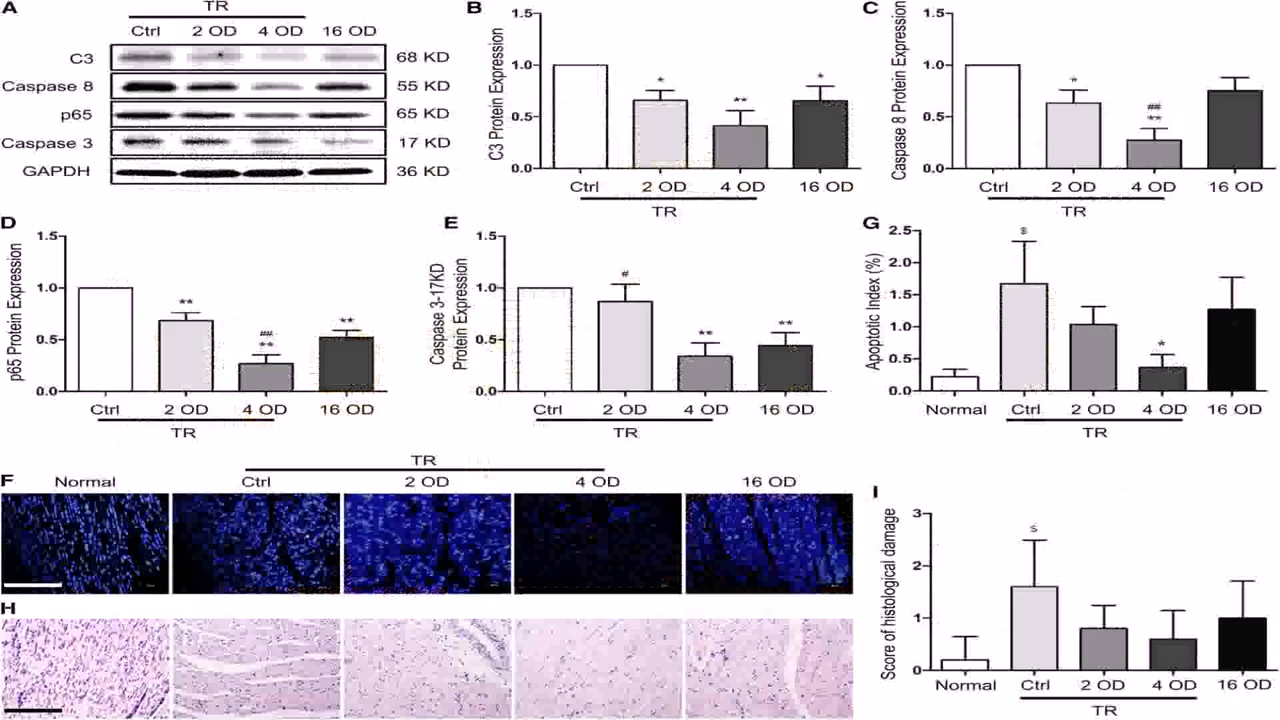 A
TR
Ctrl 2 OD 4 OD 16 OD
C3 68 KD
Caspase 8 55 KD
p65 65 KD
Caspase 3 17 KD
GAPDH 36 KD
B
C3 Protein Expression
1.5
1.0
0.5
0.0
*
**
*
Ctrl 2 OD 4 OD 16 OD
TR
C
Caspase 8 Protein Expression
1.5
1.0
0.5
0.0
*
##
**
Ctrl 2 OD 4 OD 16 OD
TR
D
p65 Protein Expression
1.5
1.0
0.5
0.0
**
##
**
**
Ctrl 2 OD 4 OD 16 OD
TR
E
Caspase 3-17KD
Protein Expression
1.5
1.0
0.5
0.0
#
**
**
Ctrl 2 OD 4 OD 16 OD
TR
G
Apoptotic Index (%)
2.5
2.0
1.5
1.0
0.5
0.0
$
*
Normal Ctrl 2 OD 4 OD 16 OD
TR
F
TR
Normal Ctrl 2 OD 4 OD 16 OD
H
I
Score of histological damage
3
2
1
0
$
Normal Ctrl 2 OD 4 OD 16 OD
TR